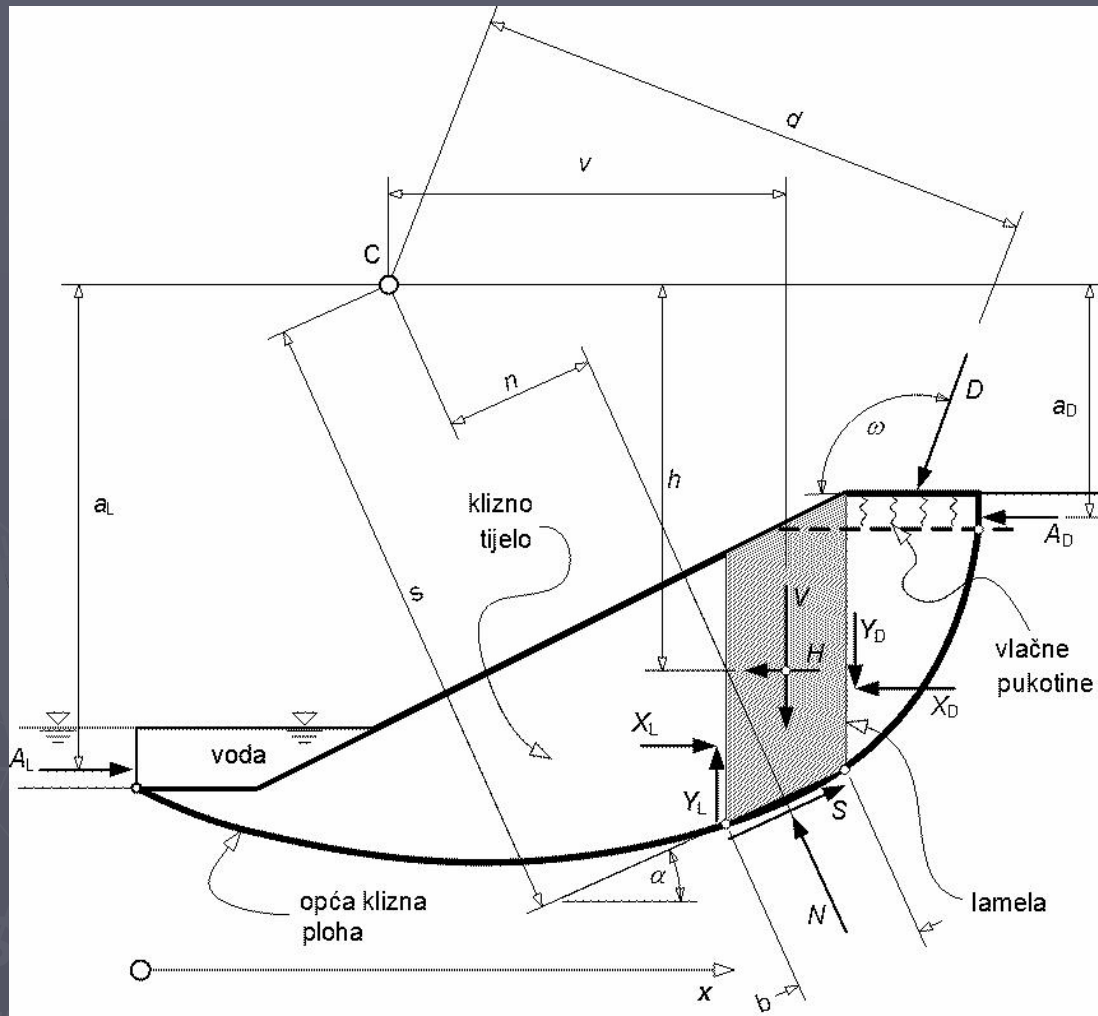 d
v
C
n
D
a_D
ω
h
a_L
klizno
tijelo
s
A_D
V
Y_D
H
vlačne
pukotine
X_D
X_L
A_L
voda
Y_L
S
α
opća klizna
ploha
N
lamela
x
b